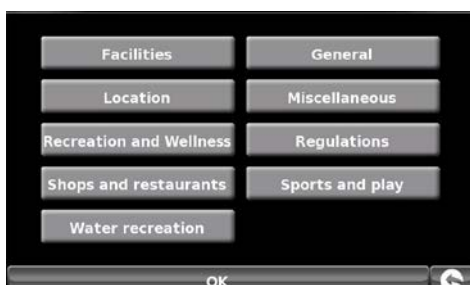 Facilities
General
Location
Miscellaneous
Recreation and Wellness
Regulations
Shops and restaurants
Sports and play
Water recreation
OK